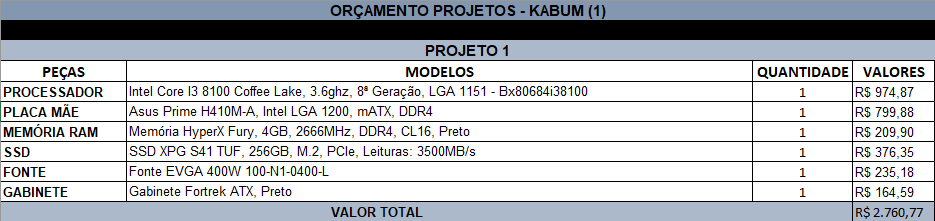 ORÇAMENTO PROJETOS - KABUM (1)
PROJETO 1
PEÇAS MODELOS QUANTIDADE VALORES
PROCESSADOR Intel Core I3 8100 Coffee Lake, 3.6ghz, 8ª Geração, LGA 1151 - Bx80684i38100 1 R$ 974,87
PLACA MÃE Asus Prime H410M-A, Intel LGA 1200, mATX, DDR4 1 R$ 799,88
MEMÓRIA RAM Memória HyperX Fury, 4GB, 2666MHz, DDR4, CL16, Preto 1 R$ 209,90
SSD SSD XPG S41 TUF, 256GB, M.2, PCIe, Leituras: 3500MB/s 1 R$ 376,35
FONTE Fonte EVGA 400W 100-N1-0400-L 1 R$ 235,18
GABINETE Gabinete Fortrek ATX, Preto 1 R$ 164,59
VALOR TOTAL R$ 2.760,77